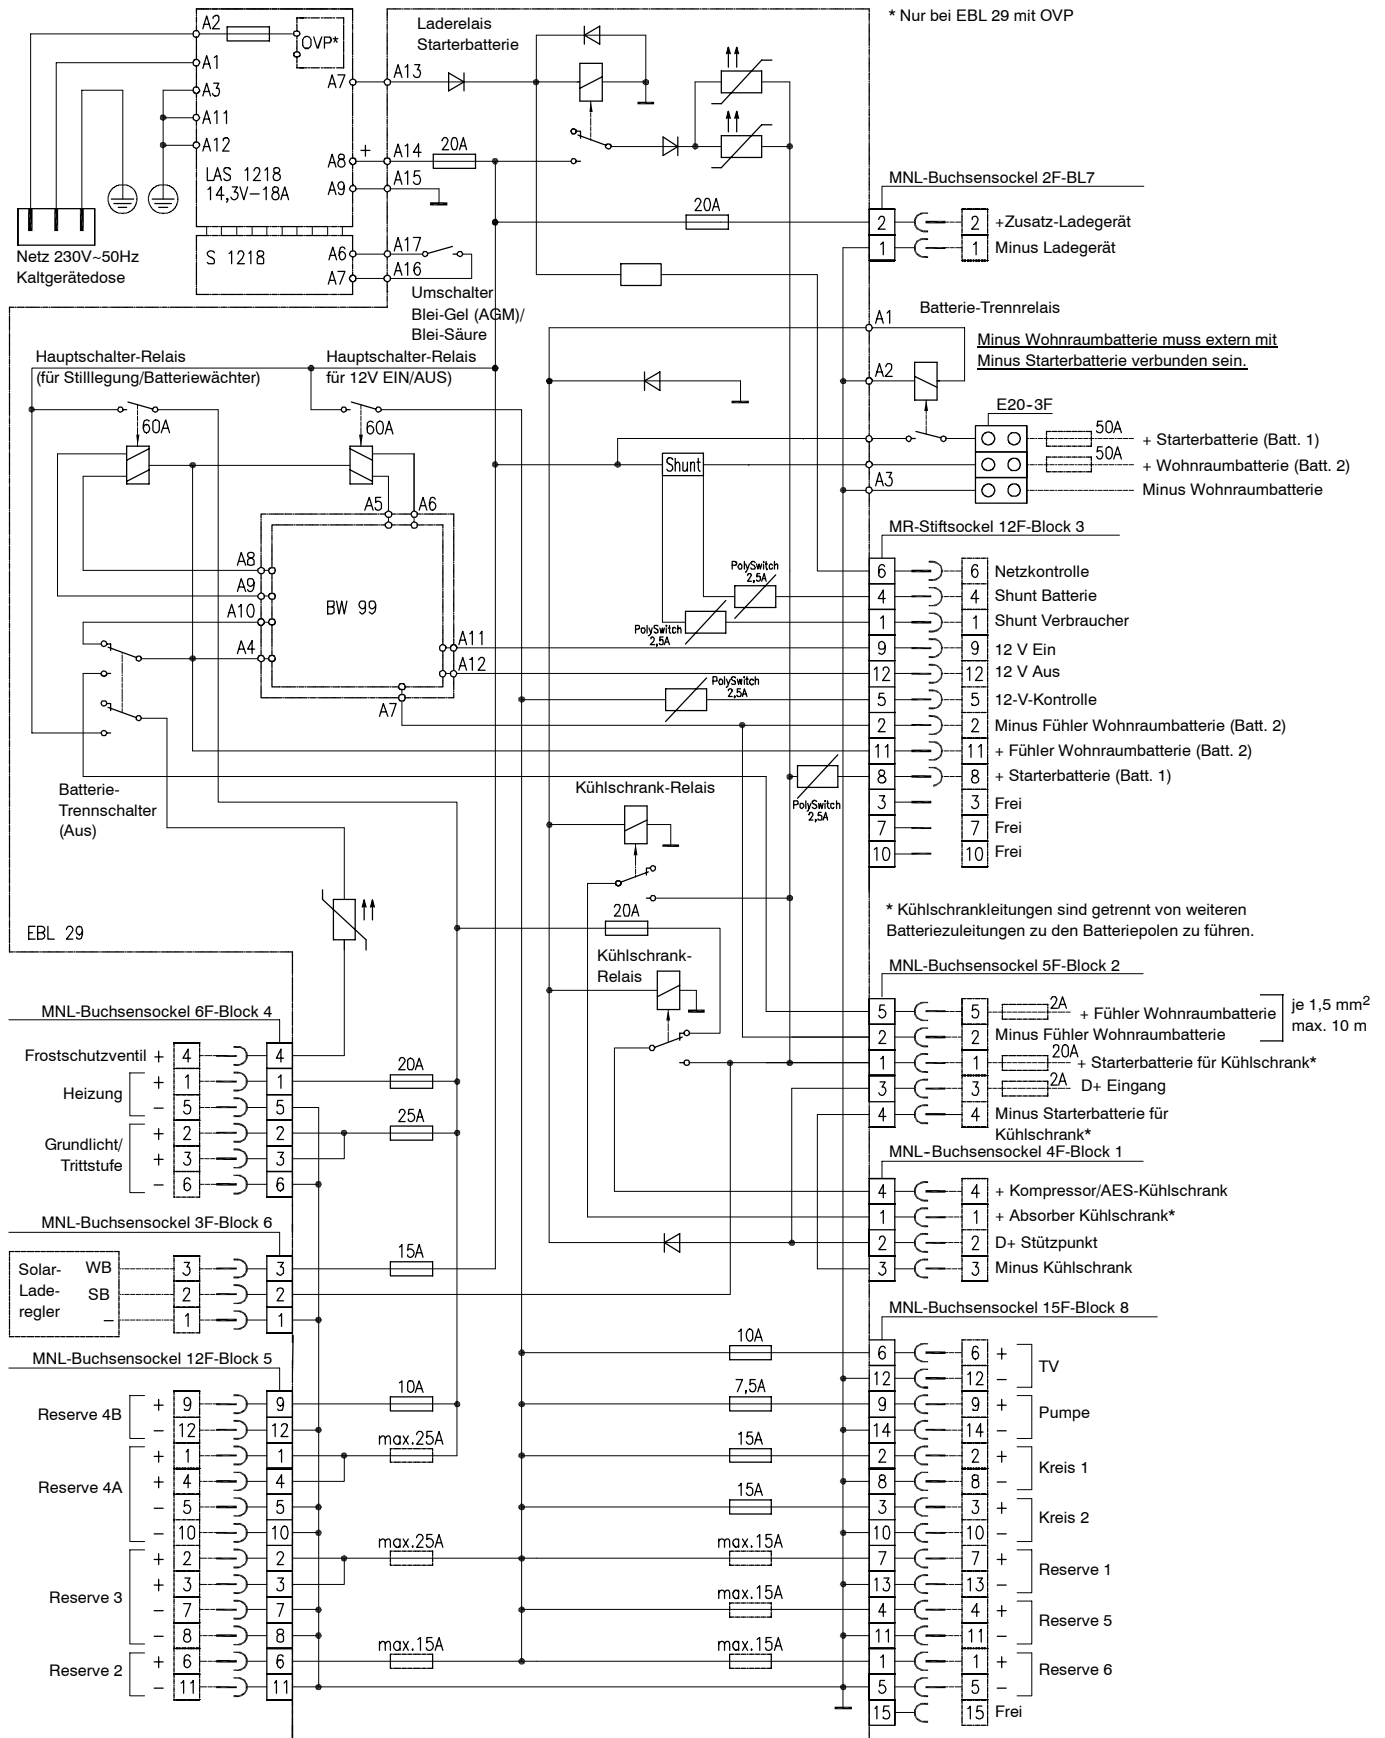 * Nur bei EBL 29 mit OVP
A2
OVP*
A1
A3
A11
A12
A7
A13
Laderelais
Starterbatterie
LAS 1218
14,3V-18A
A8
+
A14
20A
A9
A15
Netz 230V~50Hz
Kaltgerätedose
S 1218
A6
A17
A7
A16
Umschalter
Blei-Gel (AGM)/
Blei-Säure
MNL-Buchsensockel 2F-BL7
20A
2 2 +Zusatz-Ladegerät
1 1 Minus Ladegerät
Batterie-Trennrelais
A1
Minus Wohnraumbatterie muss extern mit
Minus Starterbatterie verbunden sein.
A2
E20-3F
50A + Starterbatterie (Batt. 1)
50A + Wohnraumbatterie (Batt. 2)
A3
Minus Wohnraumbatterie
Hauptschalter-Relais
(für Stilllegung/Batteriewächter)
60A
Hauptschalter-Relais
für 12V EIN/AUS)
60A
Shunt
A5
A6
A8
A9
A10
A4
BW 99
A11
A12
A7
PolySwitch
2,5A
PolySwitch
2,5A
PolySwitch
2,5A
PolySwitch
2,5A
MR-Stiftsockel 12F-Block 3
6 6 Netzkontrolle
4 4 Shunt Batterie
1 1 Shunt Verbraucher
9 9 12 V Ein
12 12 12 V Aus
5 5 12-V-Kontrolle
2 2 Minus Fühler Wohnraumbatterie (Batt. 2)
11 11 + Fühler Wohnraumbatterie (Batt. 2)
8 8 + Starterbatterie (Batt. 1)
3 3 Frei
7 7 Frei
10 10 Frei
Batterie-
Trennschalter
(Aus)
Kühlschrank-Relais
20A
Kühlschrank-
Relais
EBL 29
* Kühlschrankleitungen sind getrennt von weiteren
Batteriezuleitungen zu den Batteriepolen zu führen.
MNL-Buchsensockel 5F-Block 2
5 5 2A + Fühler Wohnraumbatterie
2 2 Minus Fühler Wohnraumbatterie
je 1,5 mm2
max. 10 m
1 1 20A + Starterbatterie für Kühlschrank*
3 3 2A D+ Eingang
4 4 Minus Starterbatterie für
Kühlschrank*
MNL-Buchsensockel 4F-Block 1
4 4 + Kompressor/AES-Kühlschrank
1 1 + Absorber Kühlschrank*
2 2 D+ Stützpunkt
3 3 Minus Kühlschrank
MNL-Buchsensockel 6F-Block 4
Frostschutzventil + 4 4
Heizung
+ 1 1 20A
- 5 5
Grundlicht/
Trittstufe
+ 2 2 25A
+ 3 3
- 6 6
MNL-Buchsensockel 3F-Block 6
Solar-
Lade-
regler
WB 3 3 15A
SB 2 2
- 1 1
MNL-Buchsensockel 12F-Block 5
Reserve 4B
+ 9 9 10A
- 12 12
Reserve 4A
+ 1 1 max.25A
+ 4 4
- 5 5
- 10 10
Reserve 3
+ 2 2 max.25A
+ 3 3
- 7 7
- 8 8
Reserve 2
+ 6 6 max.15A
- 11 11
MNL-Buchsensockel 15F-Block 8
10A 6 6 +
12 12 -
TV
7,5A 9 9 +
14 14 -
Pumpe
15A 2 2 +
8 8 -
Kreis 1
15A 3 3 +
10 10 -
Kreis 2
max.15A 7 7 +
13 13 -
Reserve 1
max.15A 4 4 +
11 11 -
Reserve 5
max.15A 1 1 +
5 5 -
Reserve 6
15 15 Frei